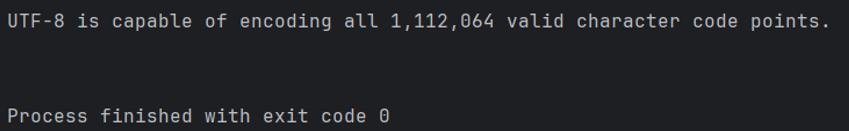 UTF-8 is capable of encoding all 1,112,064 valid character code points.
Process finished with exit code 0